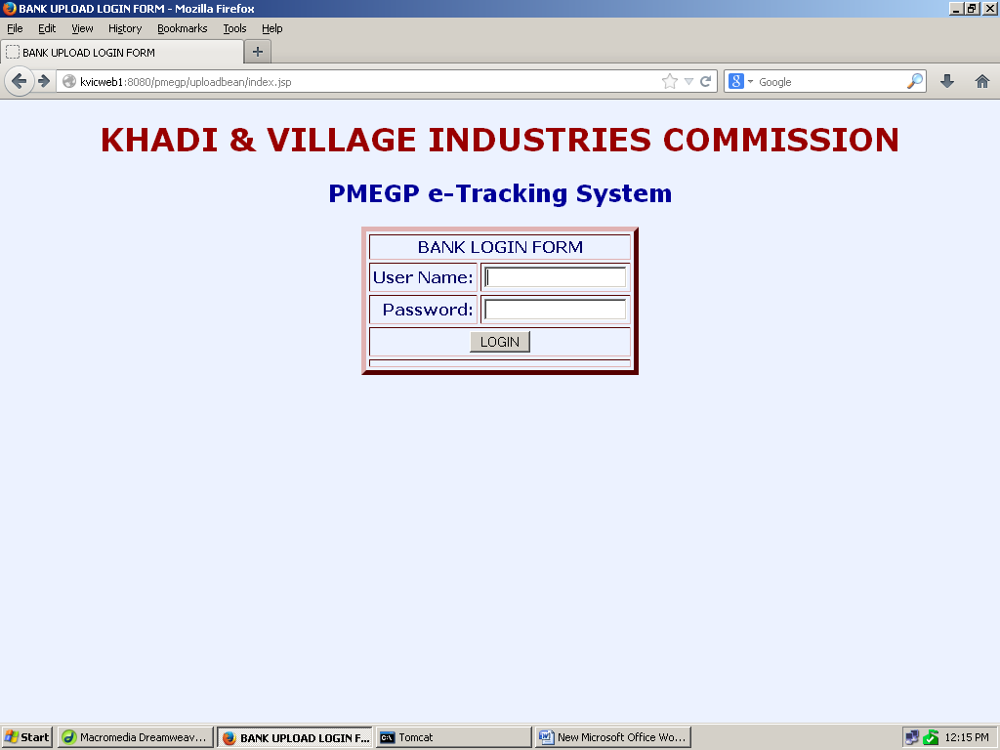 BANK UPLOAD LOGIN FORM - Mozilla Firefox
File Edit View History Bookmarks Tools Help
BANK UPLOAD LOGIN FORM
kvicweb1:8080/pmegp/uploadbean/index.jsp
8 Google
KHADI & VILLAGE INDUSTRIES COMMISSION
PMEGP e-Tracking System
BANK LOGIN FORM
User Name:
Password:
LOGIN
Start Macromedia Dreamweav... BANK UPLOAD LOGIN F... C:\ Tomcat New Microsoft Office Wo... 12:15 PM